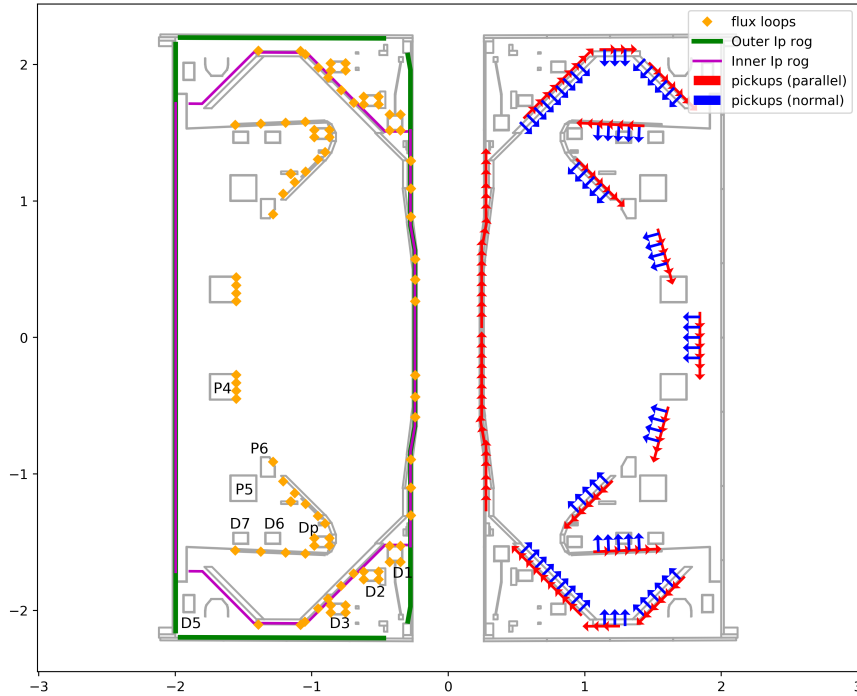 flux loops
Outer Ip rog
Inner Ip rog
pickups (parallel)
pickups (normal)
2
1
0
−1
−2
P4
P6
P5
D7 D6 Dp
D1
D2
D5 D3
−3 −2 −1 0 1 2 3